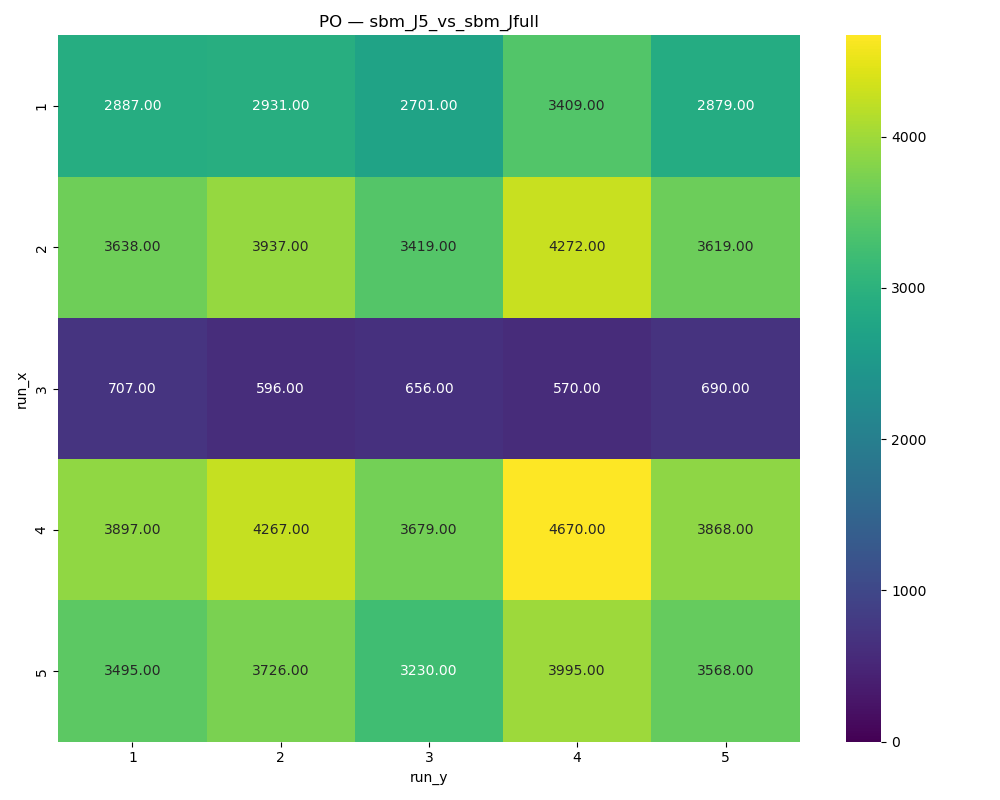 PO — sbm_J5_vs_sbm_Jfull
1 2887.00 2931.00 2701.00 3409.00 2879.00
2 3638.00 3937.00 3419.00 4272.00 3619.00
3 707.00 596.00 656.00 570.00 690.00
4 3897.00 4267.00 3679.00 4670.00 3868.00
5 3495.00 3726.00 3230.00 3995.00 3568.00
run_x
1 2 3 4 5
run_y
4000
3000
2000
1000
0